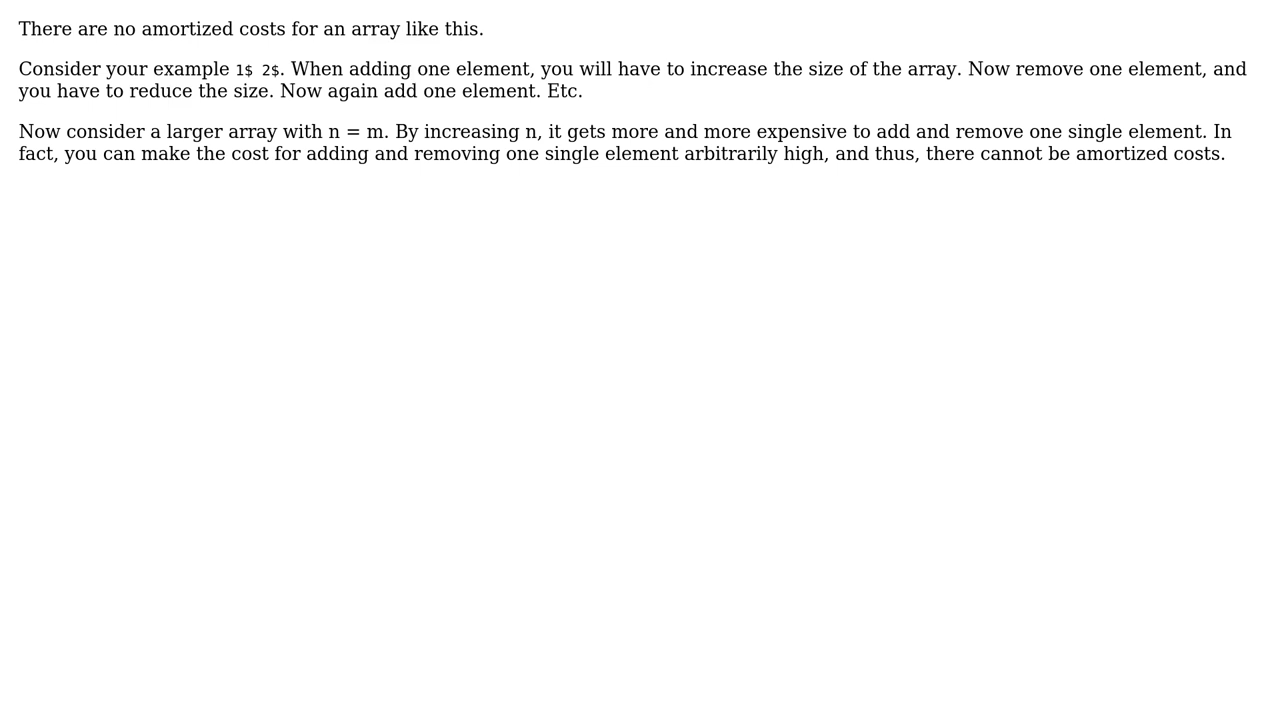 There are no amortized costs for an array like this.
Consider your example 1$ 2$. When adding one element, you will have to increase the size of the array. Now remove one element, and
you have to reduce the size. Now again add one element. Etc.
Now consider a larger array with n = m. By increasing n, it gets more and more expensive to add and remove one single element. In
fact, you can make the cost for adding and removing one single element arbitrarily high, and thus, there cannot be amortized costs.